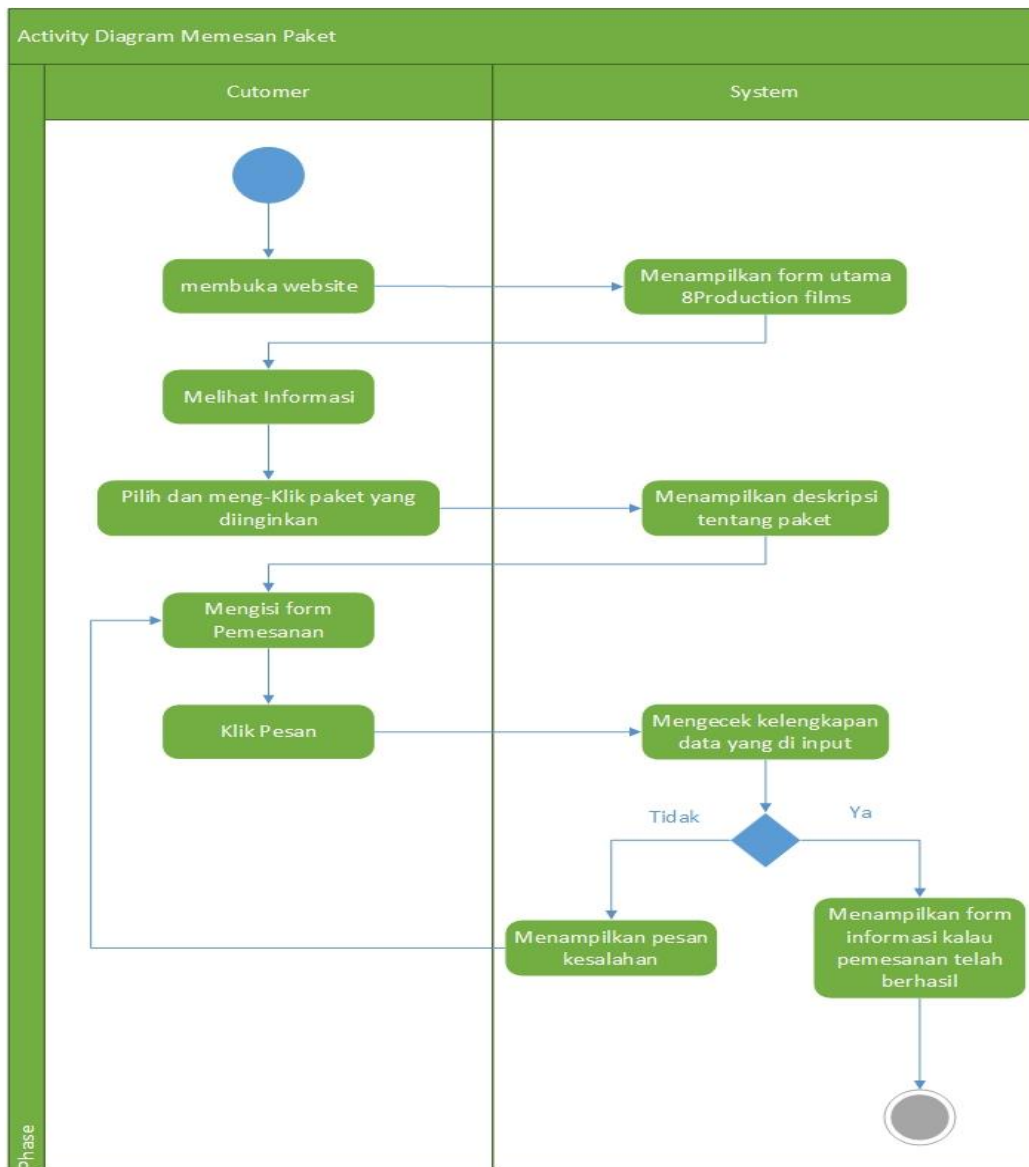 Activity Diagram Memesan Paket
Cutomer
System
membuka website
Menampilkan form utama
8Production films
Melihat Informasi
Pilih dan meng-Klik paket yang
diinginkan
Menampilkan deskripsi
tentang paket
Mengisi form
Pemesanan
Klik Pesan
Mengecek kelengkapan
data yang di input
Tidak
Ya
Menampilkan pesan
kesalahan
Menampilkan form
informasi kalau
pemesanan telah
berhasil
Phase